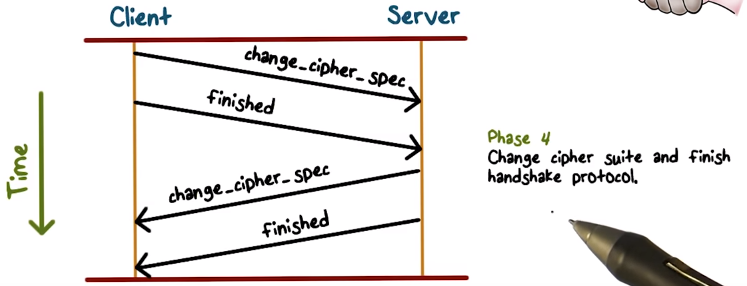 Client
Server
change_cipher_spec
finished
Time
Phase 4
Change cipher suite and finish
handshake protocol.
change_cipher_spec
finished